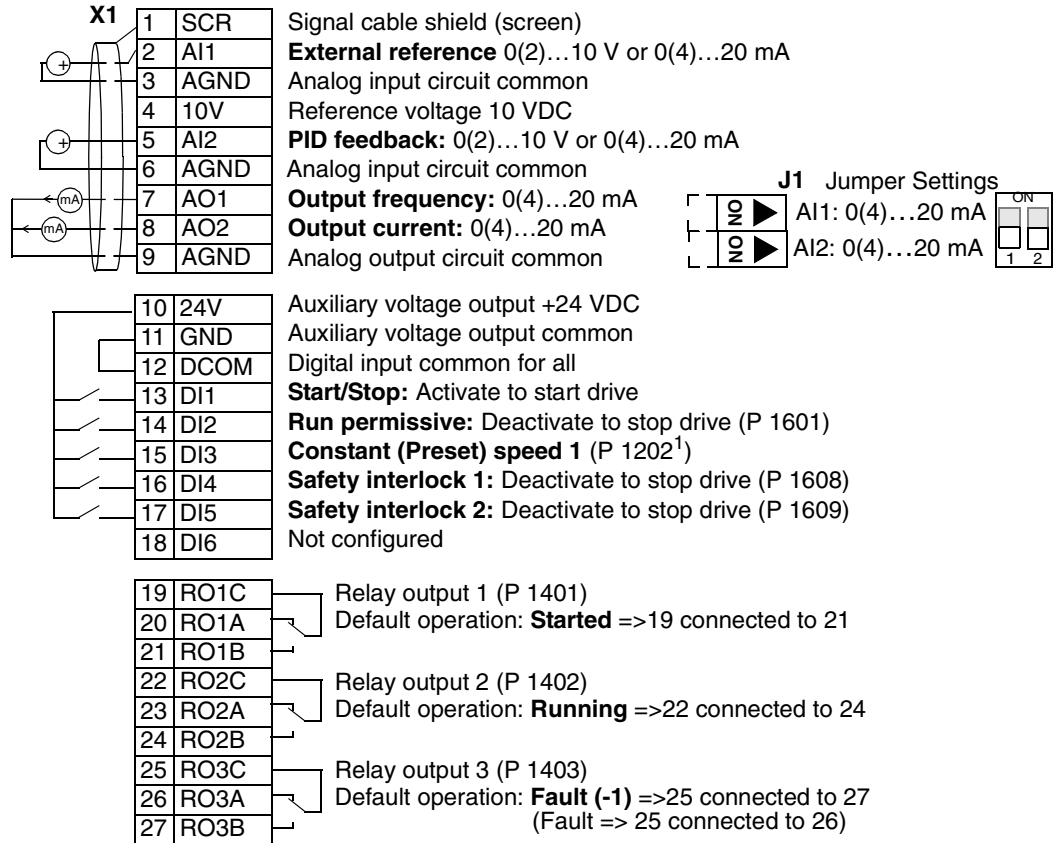 X1
1 SCR Signal cable shield (screen)
2 AI1 External reference 0(2)…10 V or 0(4)…20 mA
3 AGND Analog input circuit common
4 10V Reference voltage 10 VDC
5 AI2 PID feedback: 0(2)…10 V or 0(4)…20 mA
6 AGND Analog input circuit common
7 AO1 Output frequency: 0(4)…20 mA
8 AO2 Output current: 0(4)…20 mA
9 AGND Analog output circuit common
+
+
mA
mA
J1 Jumper Settings
ON AI1: 0(4)…20 mA
ON AI2: 0(4)…20 mA
ON
1 2
10 24V Auxiliary voltage output +24 VDC
11 GND Auxiliary voltage output common
12 DCOM Digital input common for all
13 DI1 Start/Stop: Activate to start drive
14 DI2 Run permissive: Deactivate to stop drive (P 1601)
15 DI3 Constant (Preset) speed 1 (P 1202¹)
16 DI4 Safety interlock 1: Deactivate to stop drive (P 1608)
17 DI5 Safety interlock 2: Deactivate to stop drive (P 1609)
18 DI6 Not configured
19 RO1C Relay output 1 (P 1401)
20 RO1A Default operation: Started =>19 connected to 21
21 RO1B
22 RO2C Relay output 2 (P 1402)
23 RO2A Default operation: Running =>22 connected to 24
24 RO2B
25 RO3C Relay output 3 (P 1403)
26 RO3A Default operation: Fault (-1) =>25 connected to 27
27 RO3B (Fault => 25 connected to 26)